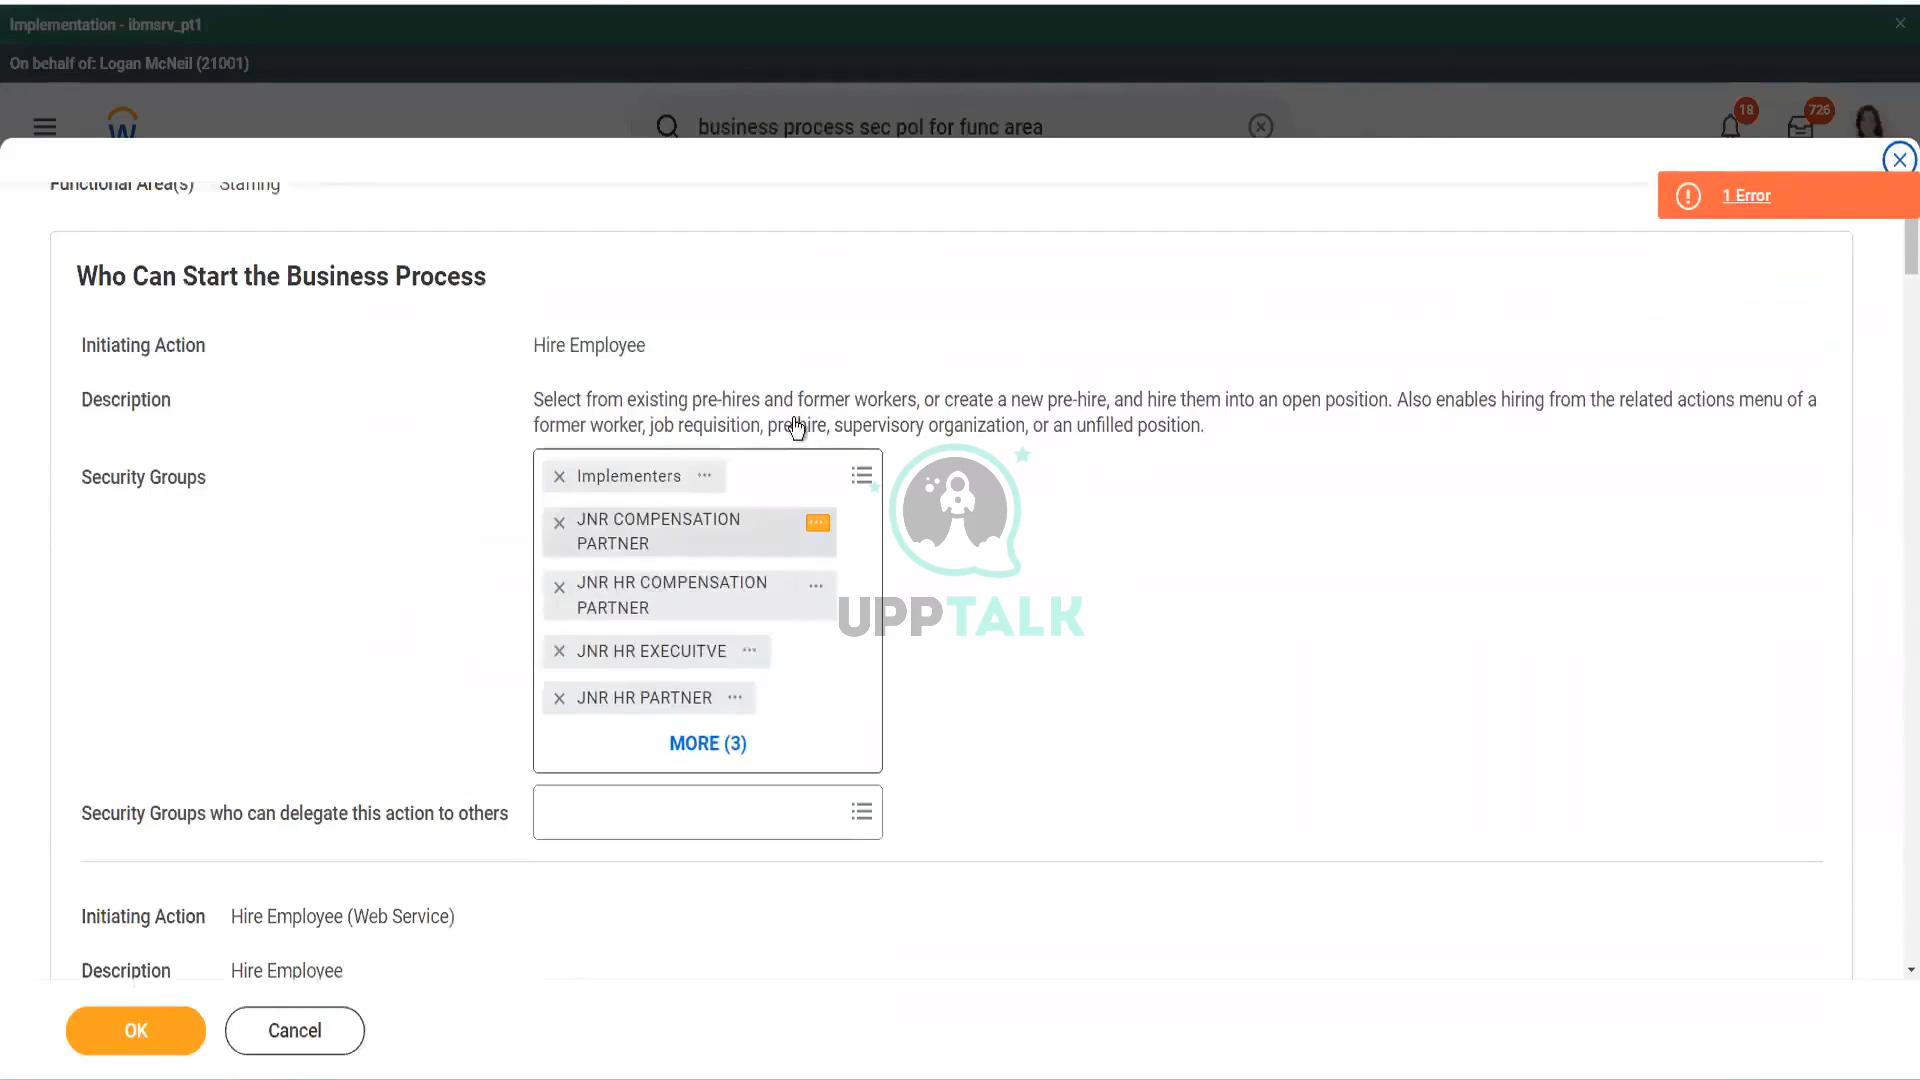 Implementation - ibmsrv_pt1
On behalf of: Logan McNeil (21001)
W
business process sec pol for func area
18
726
Functional Area(s) Staffing
1 Error
Who Can Start the Business Process
Initiating Action Hire Employee
Description Select from existing pre-hires and former workers, or create a new pre-hire, and hire them into an open position. Also enables hiring from the related actions menu of a
former worker, job requisition, pre-hire, supervisory organization, or an unfilled position.
Security Groups
Implementers
JNR COMPENSATION
PARTNER
JNR HR COMPENSATION
PARTNER
JNR HR EXECUITVE
JNR HR PARTNER
MORE (3)
UPPTALK
Security Groups who can delegate this action to others
Initiating Action Hire Employee (Web Service)
Description Hire Employee
OK
Cancel